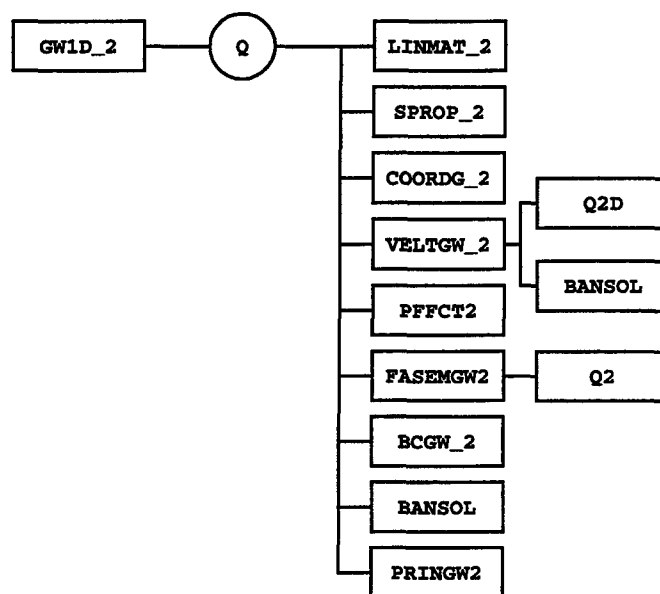 GW1D_2
Q
LINMAT_2
SPROP_2
COORDG_2
Q2D
VELTGW_2
BANSOL
PFFCT2
FASEMGW2
Q2
BCGW_2
BANSOL
PRINGW2